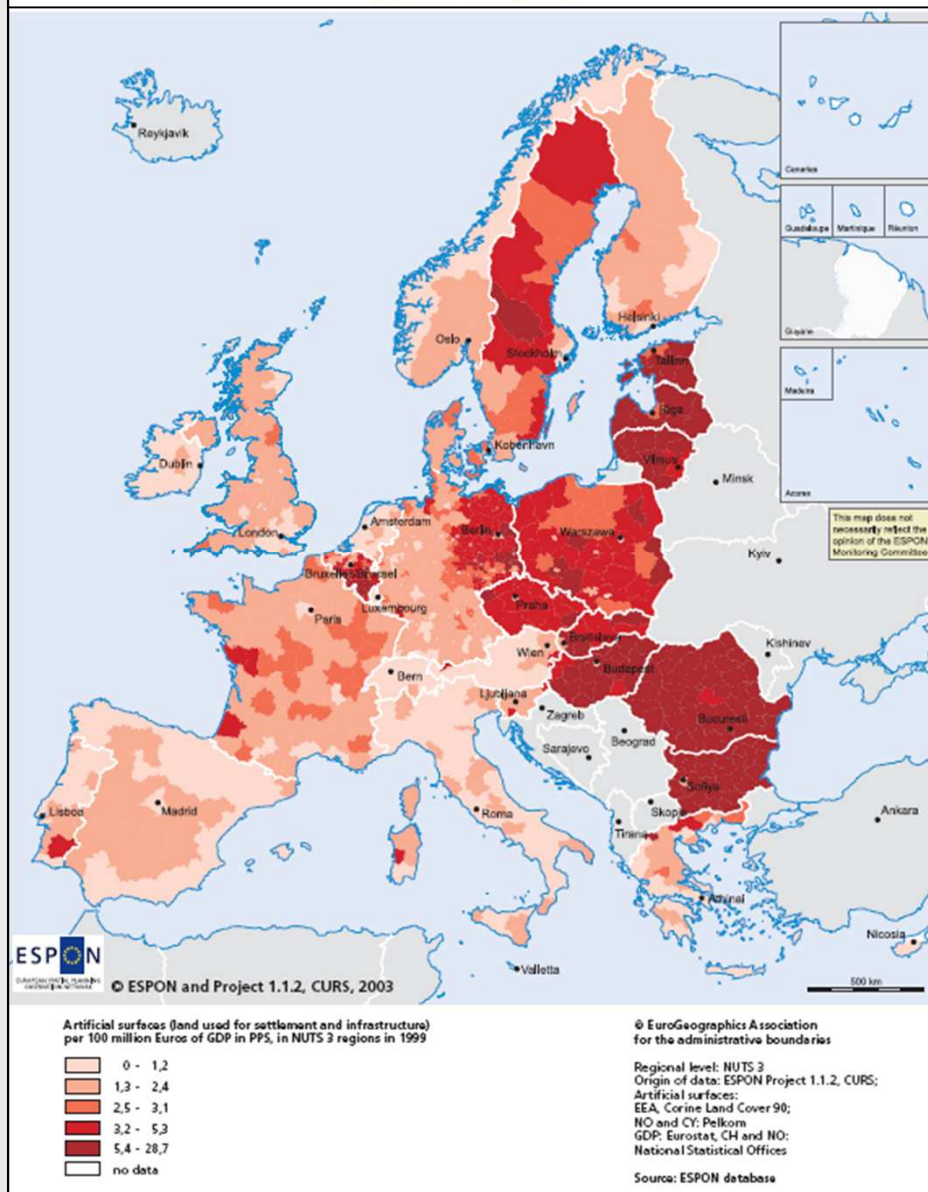 Reykjavik
Canarias
Guadeloupe
Martinique
Réunion
Guyane
Madeira
Acores
This map does not
necessarily reflect the
opinion of the ESPON
Monitoring Committee
Helsinki
Oslo
Stockholm
Tallinn
Riga
København
Vilnius
Minsk
Dublin
Amsterdam
Berlin
Warszawa
London
Kyiv
Luxembourg
Praha
Paris
Kishinev
Wien
Bratislava
Budapest
Bern
Ljubljana
Zagreb
Bucuresti
Beograd
Sarajevo
Sofiya
Skopje
Lisboa
Madrid
Roma
Tirana
Ankara
Athinai
Nicosia
Valletta
500 km
ESPON
EUROPEAN SPATIAL PLANNING
OBSERVATION NETWORK
© ESPON and Project 1.1.2, CURS, 2003
Artificial surfaces (land used for settlement and infrastructure)
per 100 million Euros of GDP in PPS, in NUTS 3 regions in 1999
0 - 1,2
1,3 - 2,4
2,5 - 3,1
3,2 - 5,3
5,4 - 28,7
no data
© EuroGeographics Association
for the administrative boundaries
Regional level: NUTS 3
Origin of data: ESPON Project 1.1.2, CURS;
Artificial surfaces:
EEA, Corine Land Cover 90;
NO and CY: Pelkom
GDP: Eurostat, CH and NO:
National Statistical Offices
Source: ESPON database